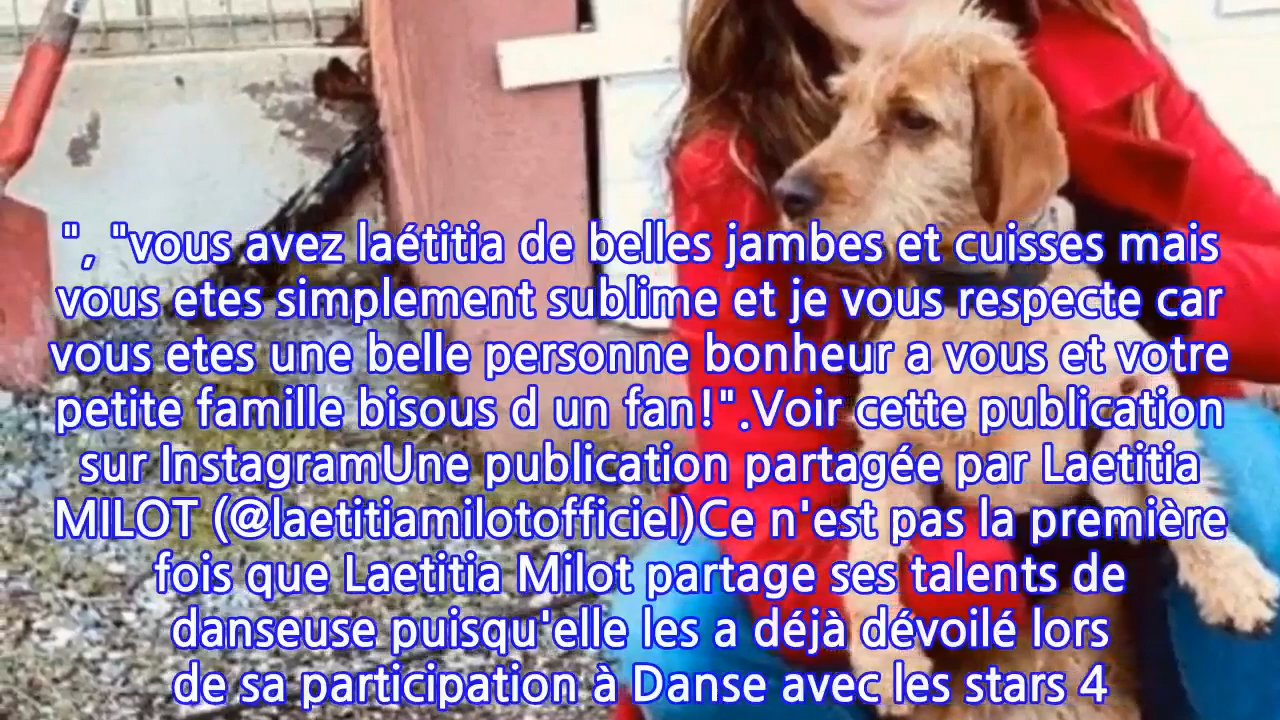 ", "vous avez laétitia de belles jambes et cuisses mais
vous etes simplement sublime et je vous respecte car
vous etes une belle personne bonheur a vous et votre
petite famille bisous d un fan!".Voir cette publication
sur InstagramUne publication partagée par Laetitia
MILOT (@laetitiamilotofficiel)Ce n'est pas la première
fois que Laetitia Milot partage ses talents de
danseuse puisqu'elle les a déjà dévoilé lors
de sa participation à Danse avec les stars 4